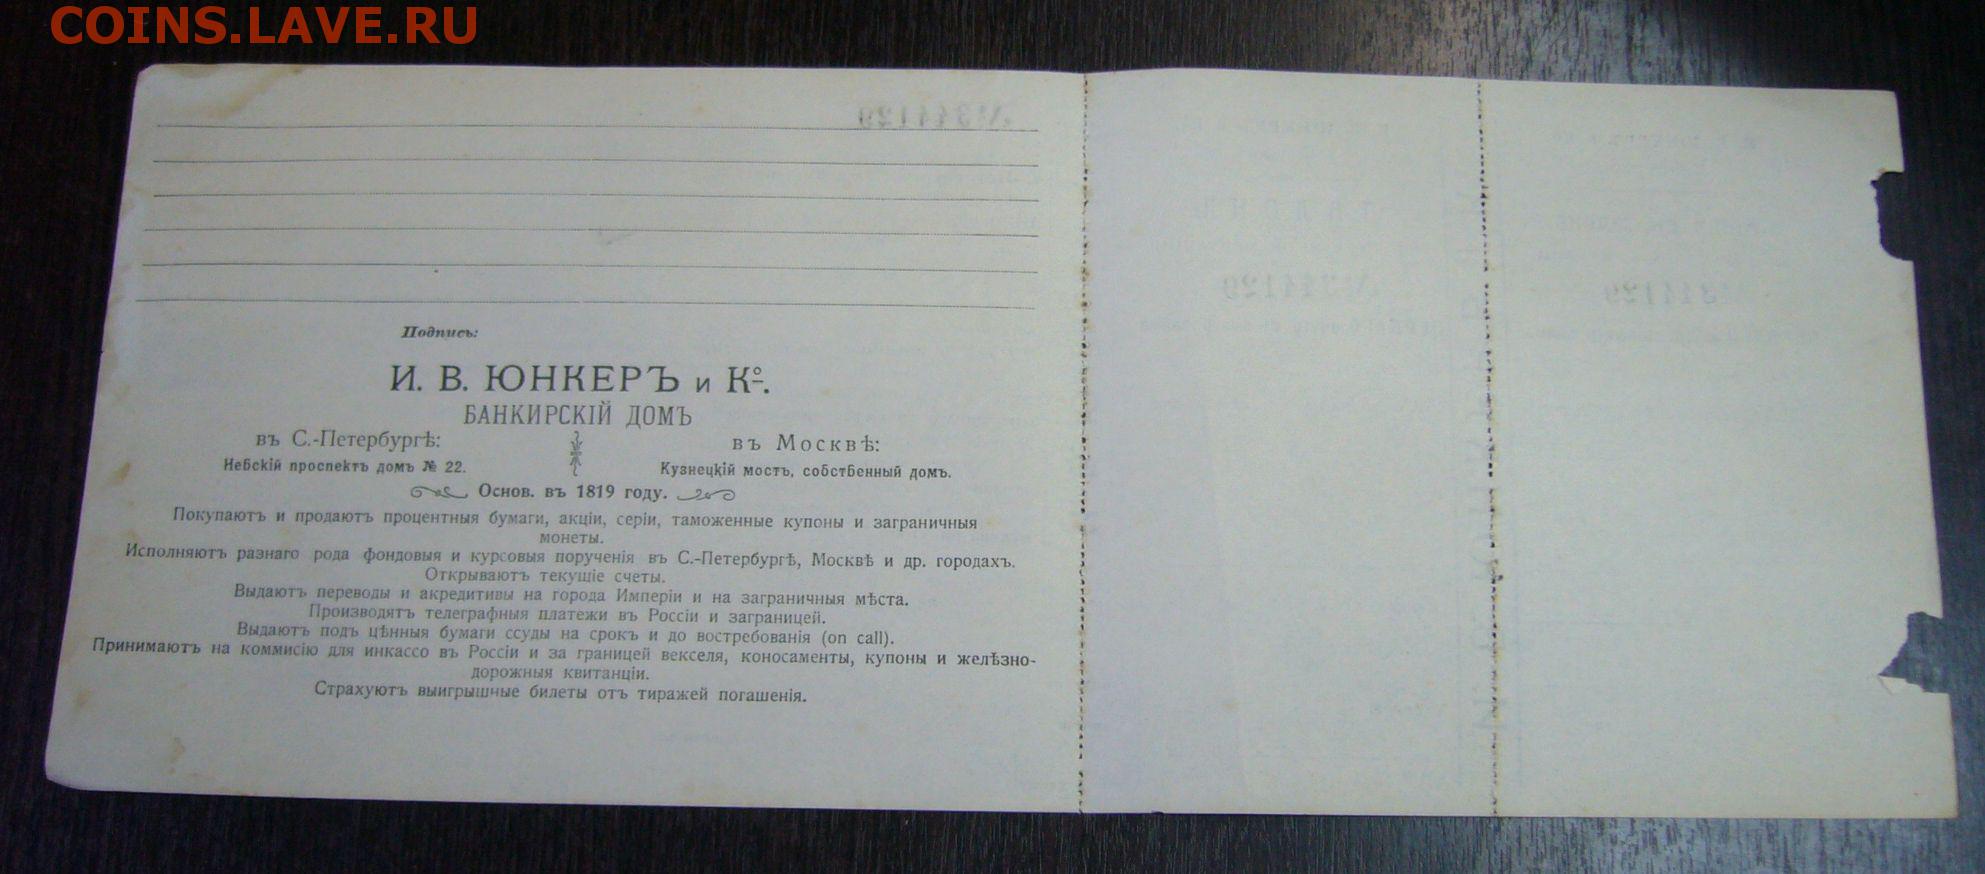 COINS.LAVE.RU
№344129
Подпись:
И. В. ЮНКЕРЪ и К°.
БАНКИРСКІЙ ДОМЪ
въ С.-Петербургѣ:
Невскій проспектъ домъ № 22.
въ Москвѣ:
Кузнецкій мостъ, собственный домъ.
Основ. въ 1819 году.
Покупаютъ и продаютъ процентныя бумаги, акціи, серіи, таможенные купоны и заграничныя
монеты.
Исполняютъ разнаго рода фондовыя и курсовыя порученія въ С.-Петербургѣ, Москвѣ и др. городахъ.
Открываютъ текущіе счеты.
Выдаютъ переводы и акредитивы на города Имперіи и на заграничныя мѣста.
Производятъ телеграфныя платежи въ Россіи и заграницей.
Выдаютъ подъ цѣнныя бумаги ссуды на срокъ и до востребованія (on call).
Принимаютъ на коммисію для инкассо въ Россіи и за границей векселя, коносаменты, купоны и желѣзно-
дорожныя квитанціи.
Страхуютъ выигрышные билеты отъ тиражей погашенія.
№344129
№344129